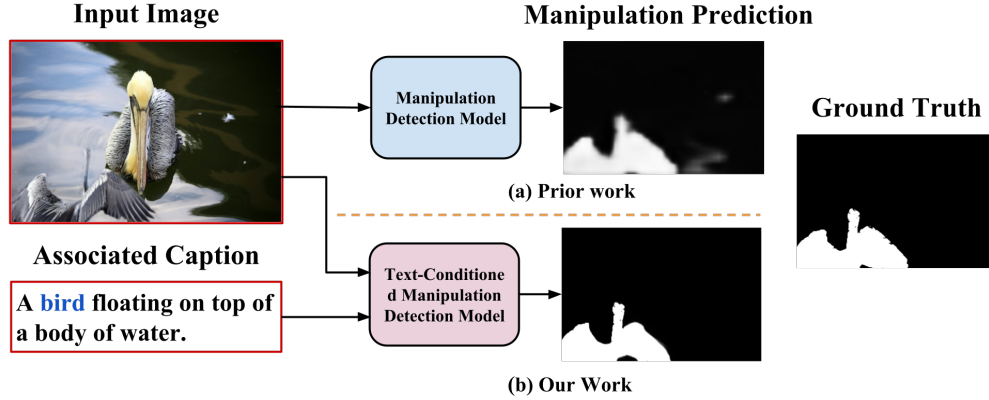 Input Image
Manipulation Prediction
Manipulation
Detection Model
Ground Truth
(a) Prior work
Associated Caption
A bird floating on top of
a body of water.
Text-Conditione
d Manipulation
Detection Model
(b) Our Work